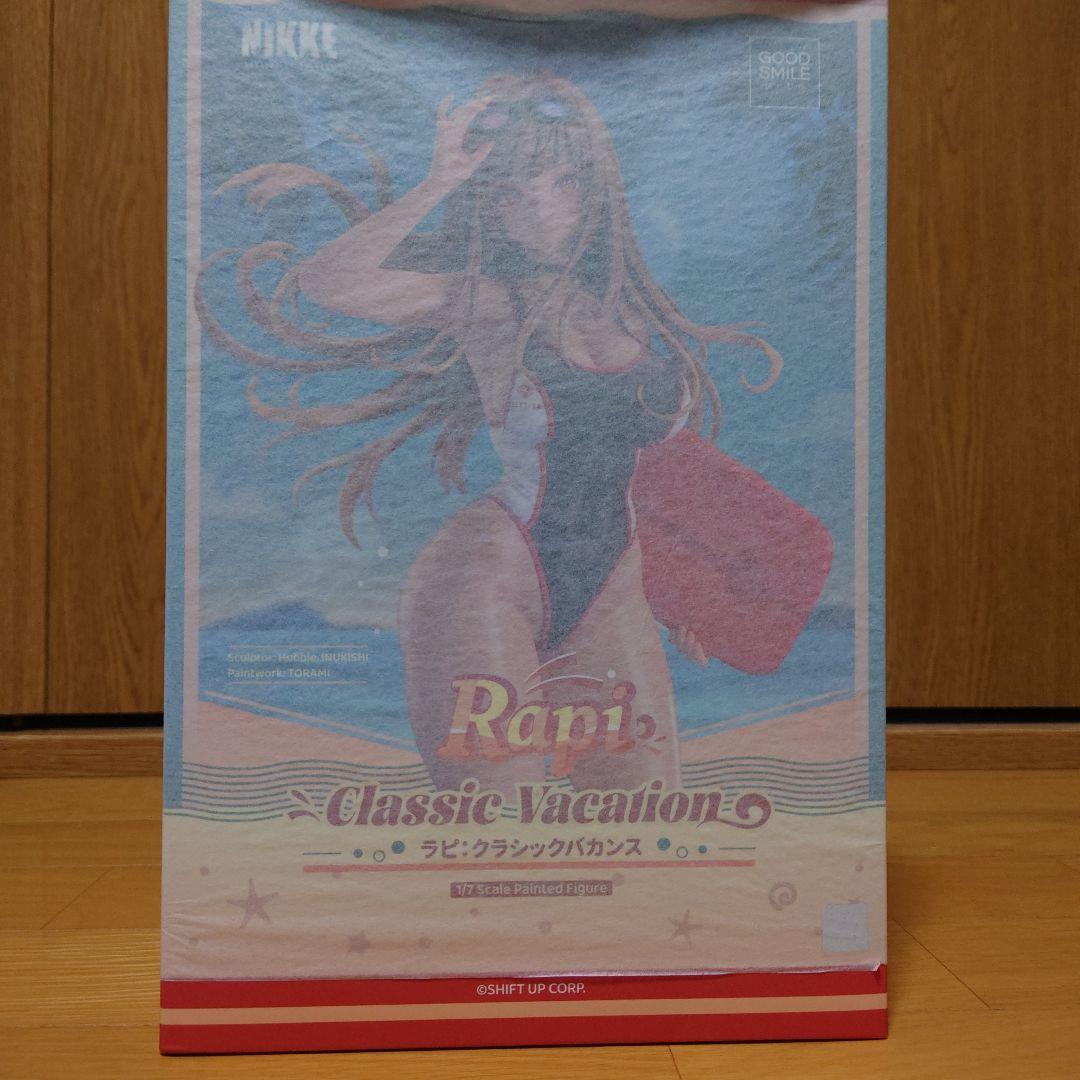 NIKKE
GOOD
SMILE
Sculptor: Hubble, INUKISHI
Paintwork: TORAMI
Rapi
Classic Vacation
ラピ：クラシックバカンス
1/7 Scale Painted Figure
©SHIFT UP CORP.